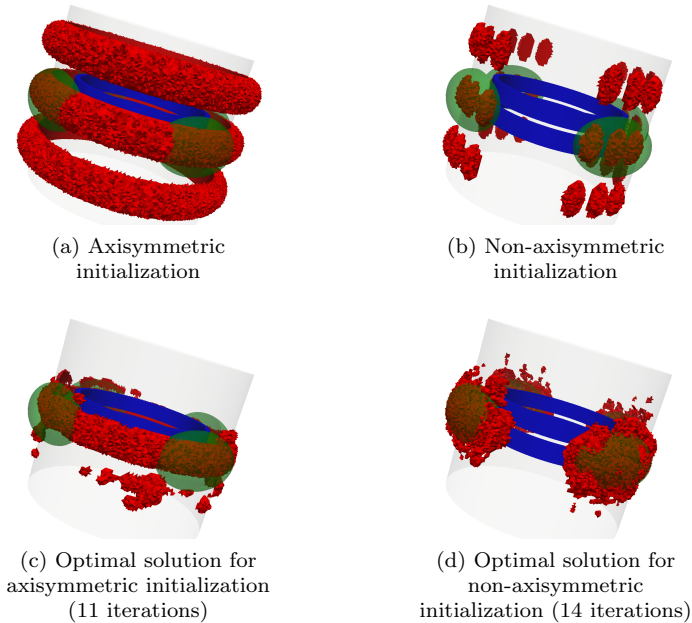 (a) Axisymmetric
initialization
(b) Non-axisymmetric
initialization
(c) Optimal solution for
axisymmetric initialization
(11 iterations)
(d) Optimal solution for
non-axisymmetric
initialization (14 iterations)